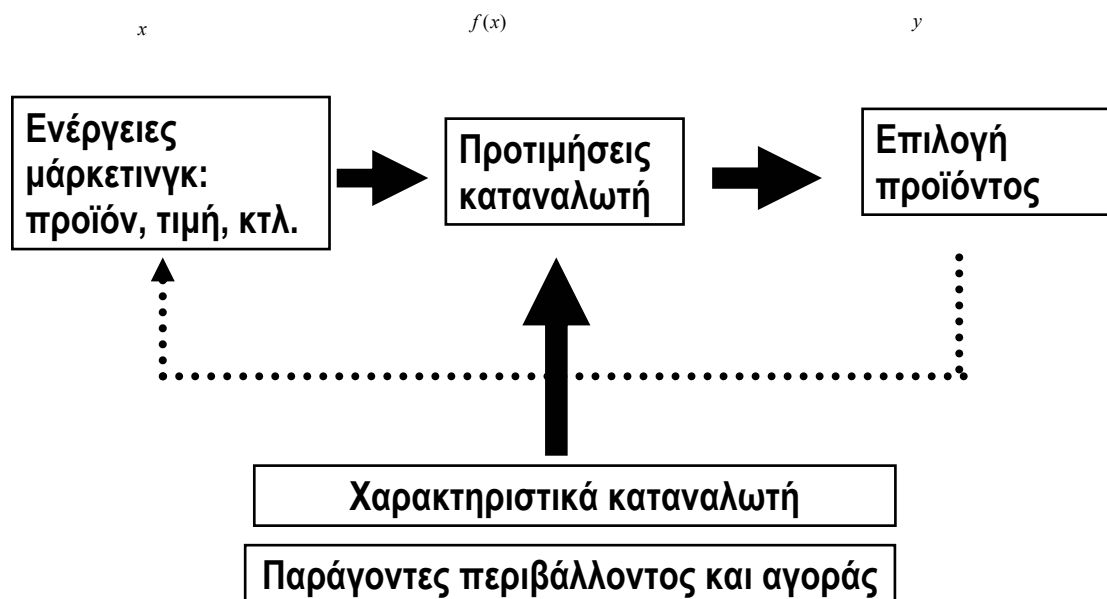 x
f(x)
y
Ενέργειες
μάρκετινγκ:
προϊόν, τιμή, κτλ.
Προτιμήσεις
καταναλωτή
Επιλογή
προϊόντος
Χαρακτηριστικά καταναλωτή
Παράγοντες περιβάλλοντος και αγοράς